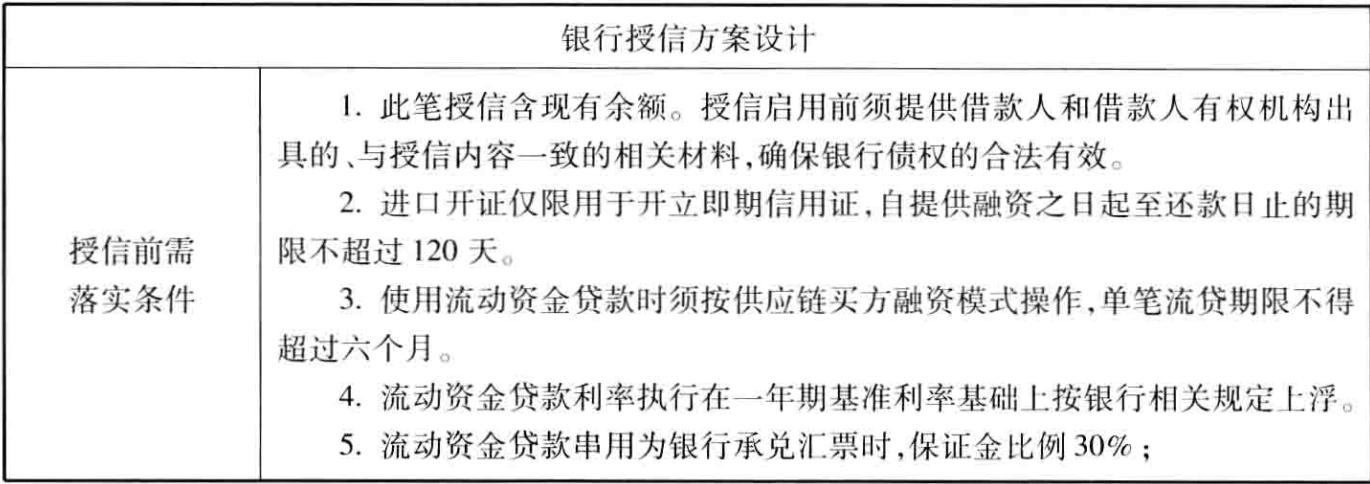 银行授信方案设计
授信前需
落实条件
1. 此笔授信含现有余额。授信启用前须提供借款人和借款人有权机构出
具的、与授信内容一致的相关材料,确保银行债权的合法有效。
2. 进口开证仅限用于开立即期信用证,自提供融资之日起至还款日止的期
限不超过 120 天。
3. 使用流动资金贷款时须按供应链买方融资模式操作,单笔流贷期限不得
超过六个月。
4. 流动资金贷款利率执行在一年期基准利率基础上按银行相关规定上浮。
5. 流动资金贷款串用为银行承兑汇票时,保证金比例 30%;